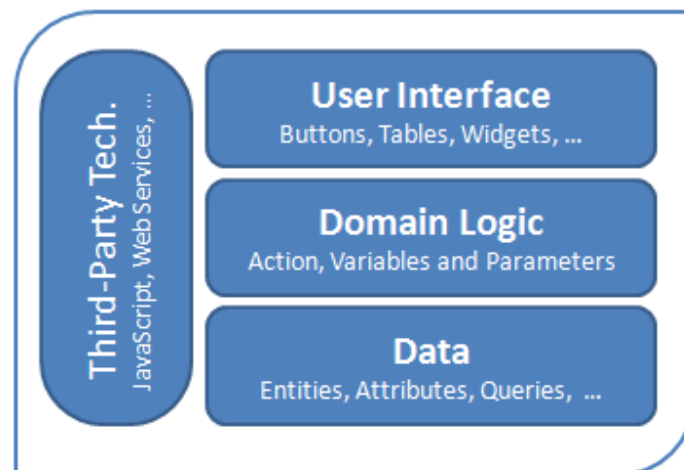 Third-Party Tech.
JavaScript, Web Services, ...
User Interface
Buttons, Tables, Widgets, ...
Domain Logic
Action, Variables and Parameters
Data
Entities, Attributes, Queries, ...